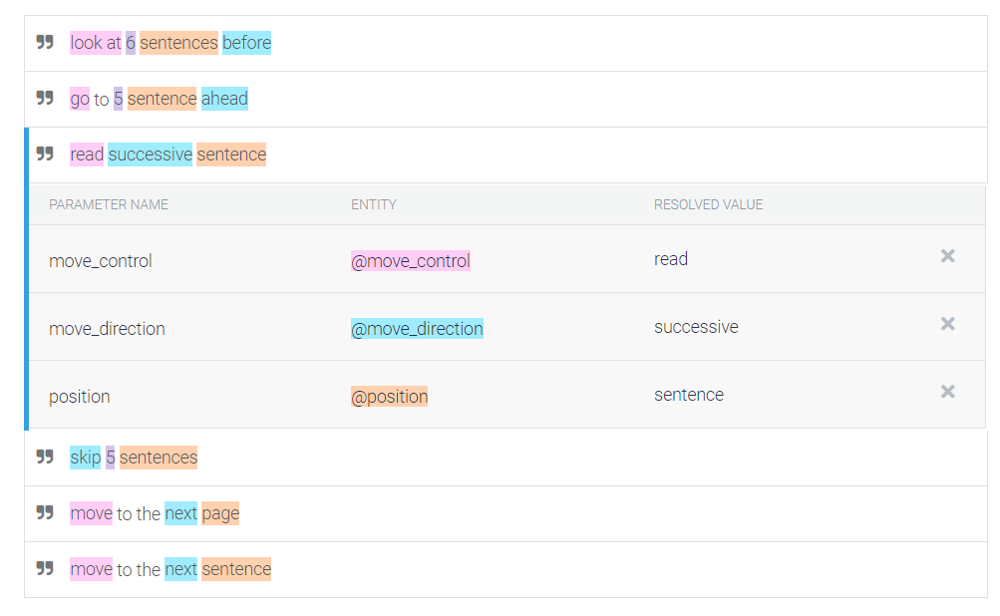 look at 6 sentences before
go to 5 sentence ahead
read successive sentence
PARAMETER NAME ENTITY RESOLVED VALUE
move_control @move_control read
move_direction @move_direction successive
position @position sentence
skip 5 sentences
move to the next page
move to the next sentence